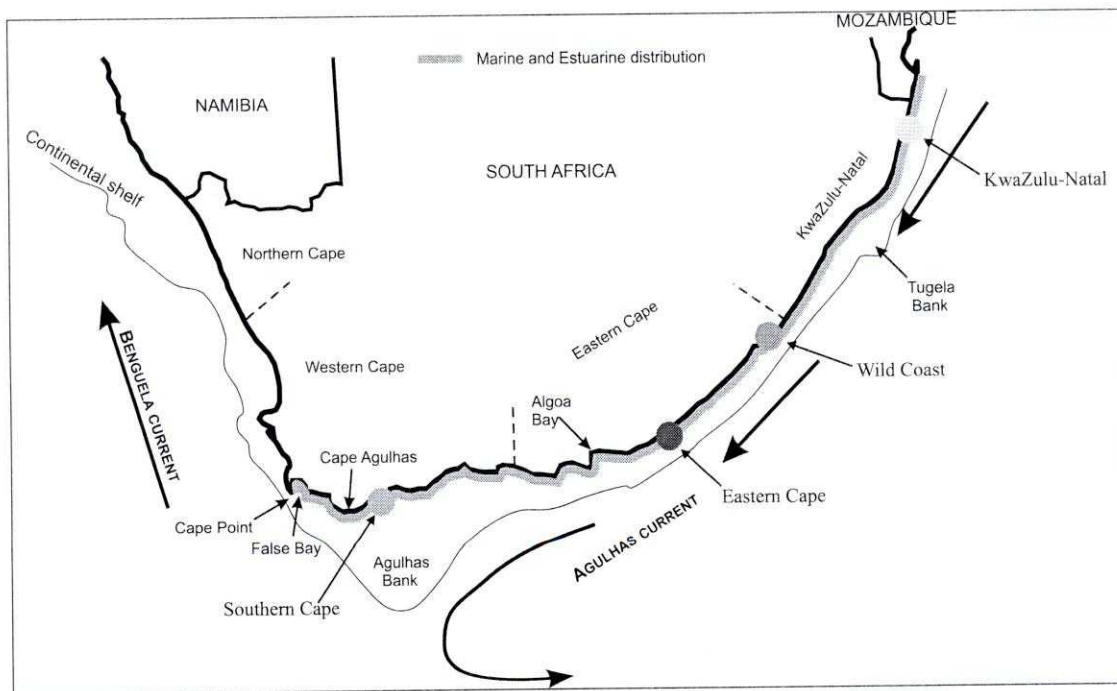 MOZAMBIQUE
Marine and Estuarine distribution
NAMIBIA
Continental shelf
SOUTH AFRICA
KwaZulu-Natal
KwaZulu-Natal
Northern Cape
Tugela
Bank
Eastern Cape
BENGUELA CURRENT
Western Cape
Wild Coast
Algoa
Bay
Cape Agulhas
Eastern Cape
Cape Point
False Bay
AGULHAS CURRENT
Agulhas
Bank
Southern Cape